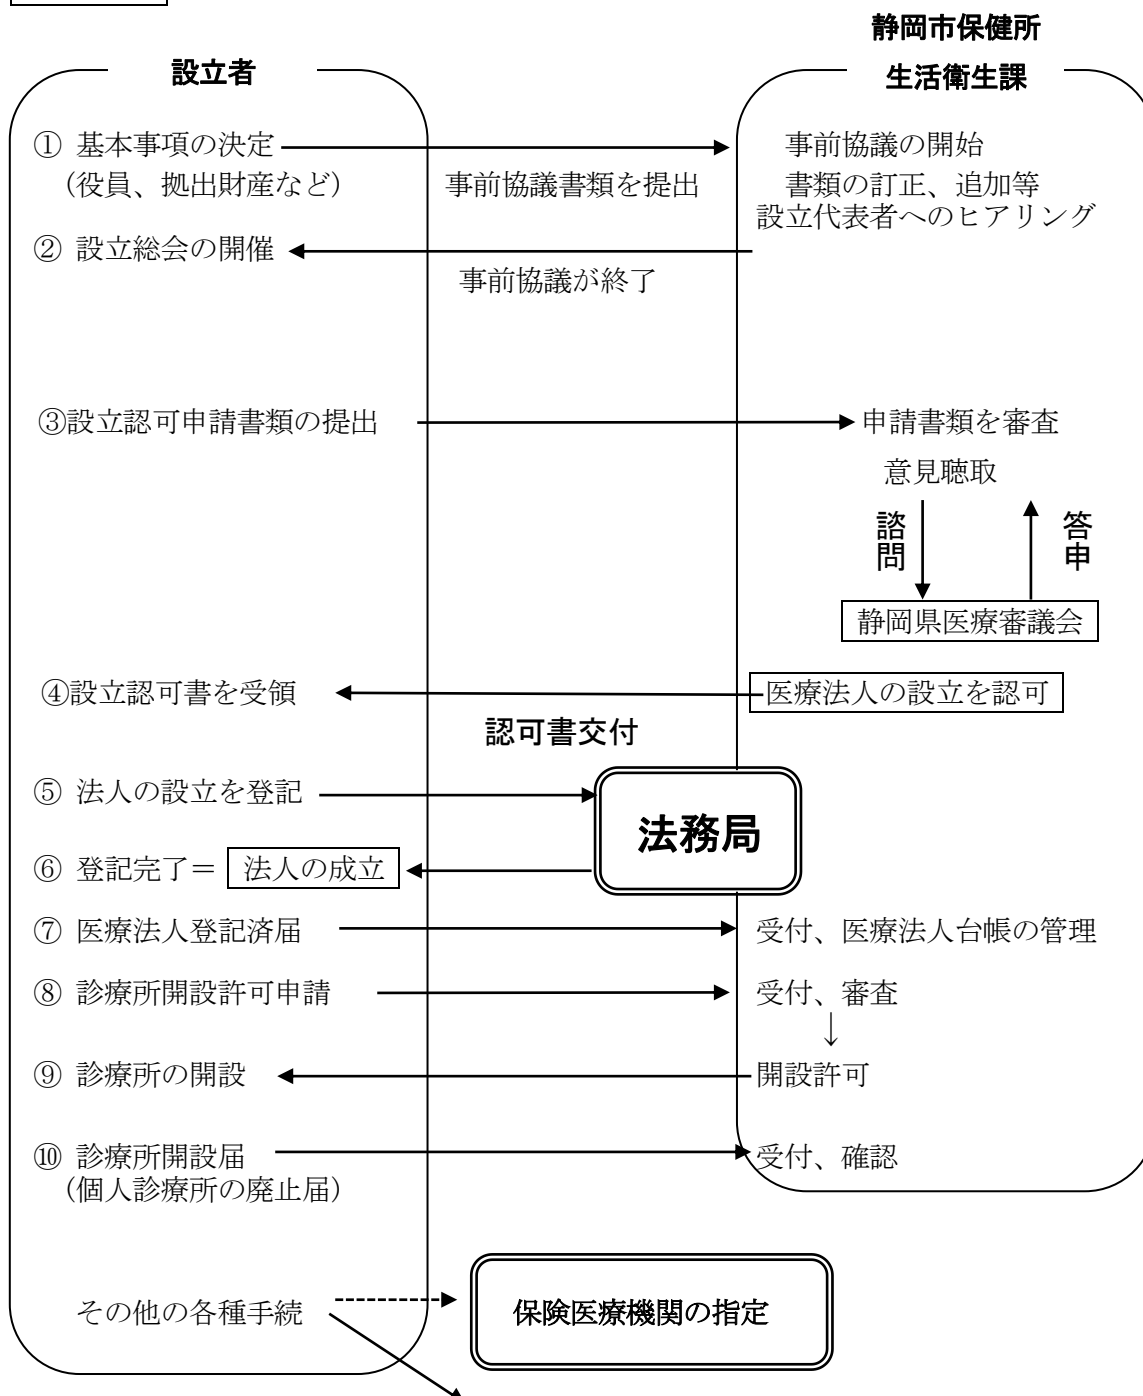 静岡市保健所
設立者
生活衛生課
① 基本事項の決定
事前協議の開始
（役員、拠出財産など）
事前協議書類を提出
書類の訂正、追加等
設立代表者へのヒアリング
② 設立総会の開催
事前協議が終了
③設立認可申請書類の提出
申請書類を審査
意見聴取
諮問
答申
静岡県医療審議会
④設立認可書を受領
医療法人の設立を認可
認可書交付
⑤ 法人の設立を登記
法務局
⑥ 登記完了＝ 法人の成立
⑦ 医療法人登記済届
受付、医療法人台帳の管理
⑧ 診療所開設許可申請
受付、審査
↓
⑨ 診療所の開設
開設許可
⑩ 診療所開設届
受付、確認
（個人診療所の廃止届）
その他の各種手続
保険医療機関の指定